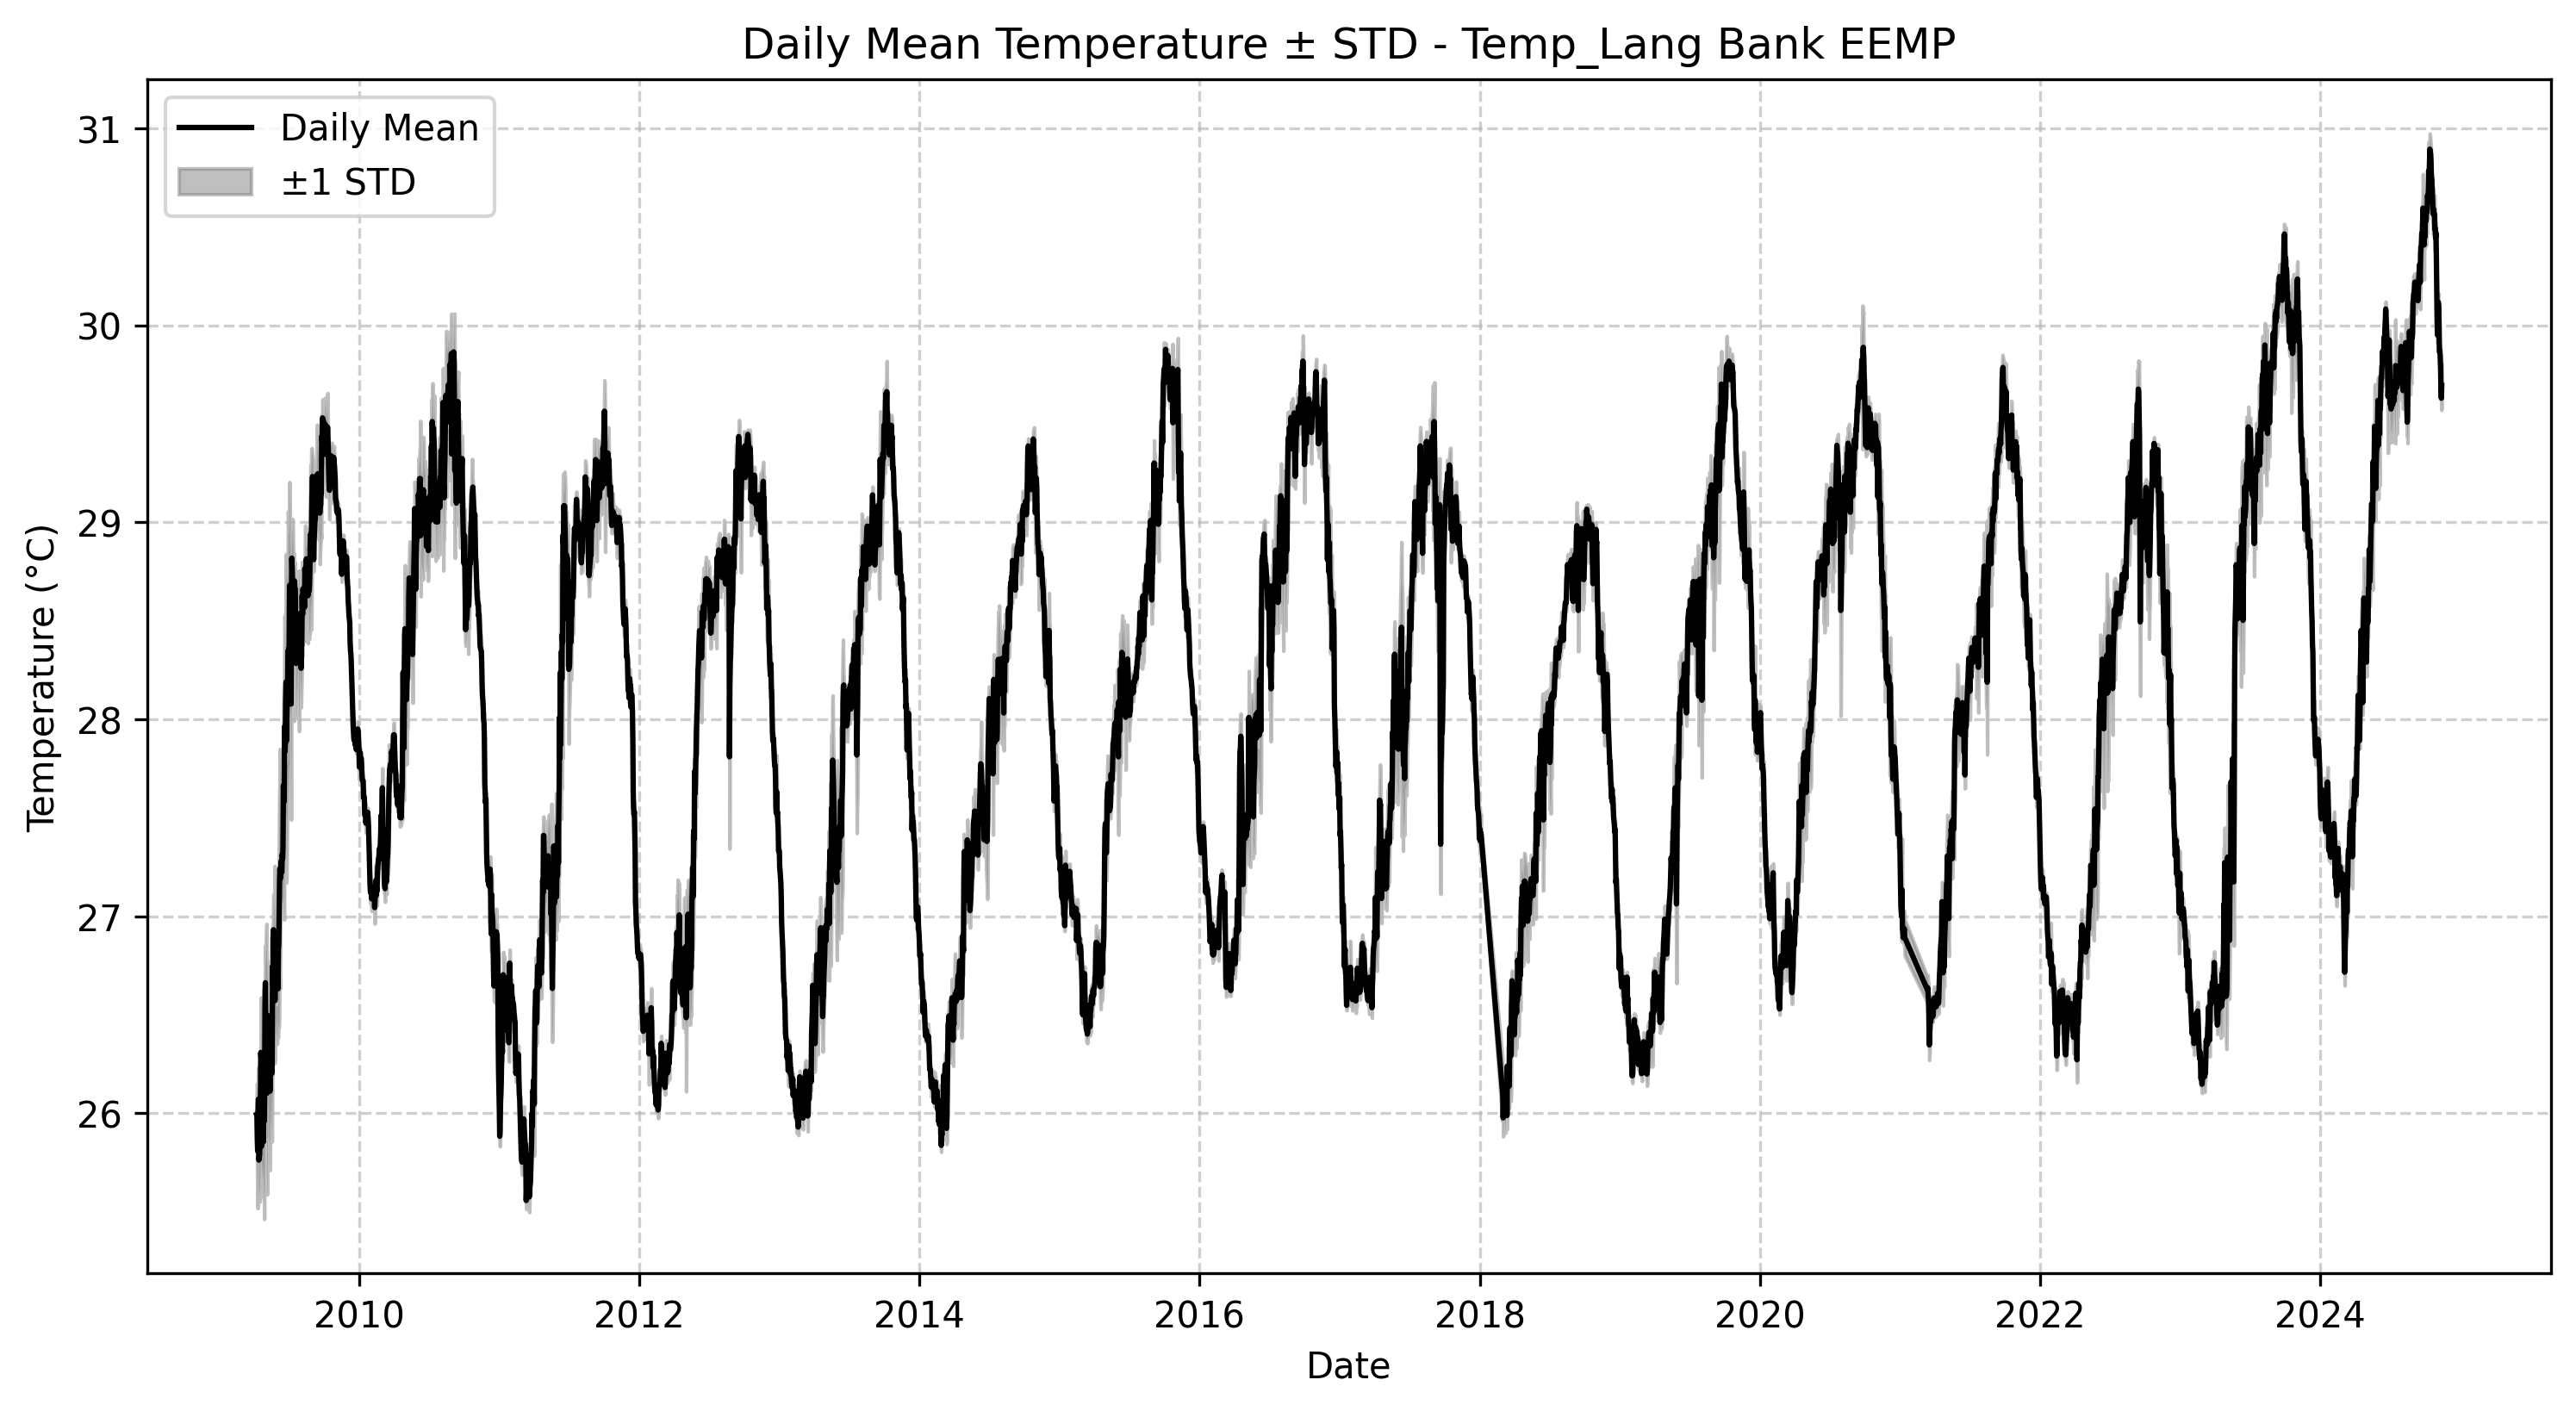 Daily Mean Temperature ± STD - Temp_Lang Bank EEMP
Daily Mean
±1 STD
Temperature (°C)
31
30
29
28
27
26
2010 2012 2014 2016 2018 2020 2022 2024
Date